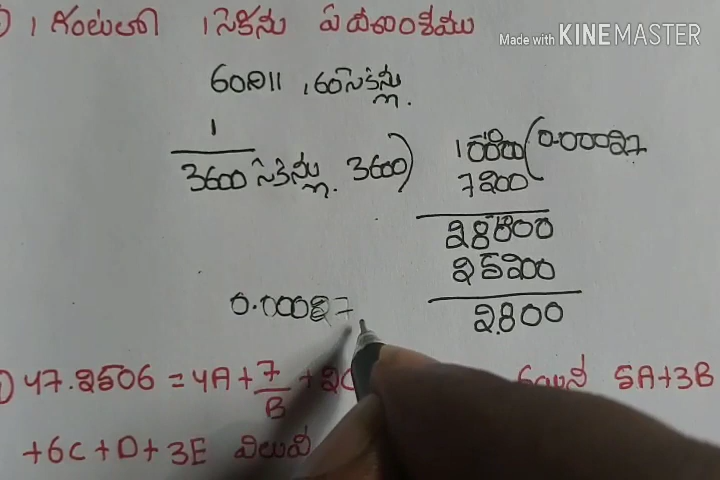 1 గంటలో 1 సెకను ఏ దశాంశము
Made with KINEMASTER
60ని॥ , 60సెకన్లు.
1
3600 సెకన్లు. 3600) 10000(0.00027
7200
28000
25200
2800
0.00027
47.2506 = 4A + 7/B + 2C 5A+3B
+6C+D+3E విలువ